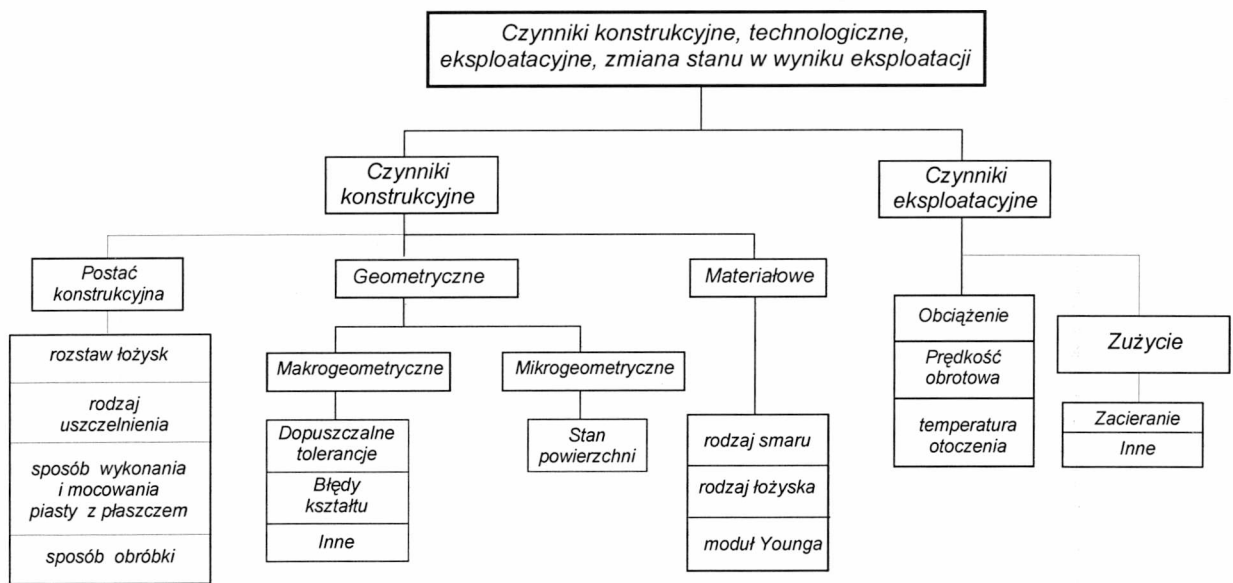 Czynniki konstrukcyjne, technologiczne,
eksploatacyjne, zmiana stanu w wyniku eksploatacji
Czynniki
konstrukcyjne
Czynniki
eksploatacyjne
Postać
konstrukcyjna
Geometryczne
Materiałowe
rozstaw łożysk
rodzaj
uszczelnienia
sposób wykonania
i mocowania
piasty z płaszczem
sposób obróbki
Makrogeometryczne
Mikrogeometryczne
Dopuszczalne
tolerancje
Błędy
kształtu
Inne
Stan
powierzchni
rodzaj smaru
rodzaj łożyska
moduł Younga
Obciążenie
Prędkość
obrotowa
temperatura
otoczenia
Zużycie
Zacieranie
Inne